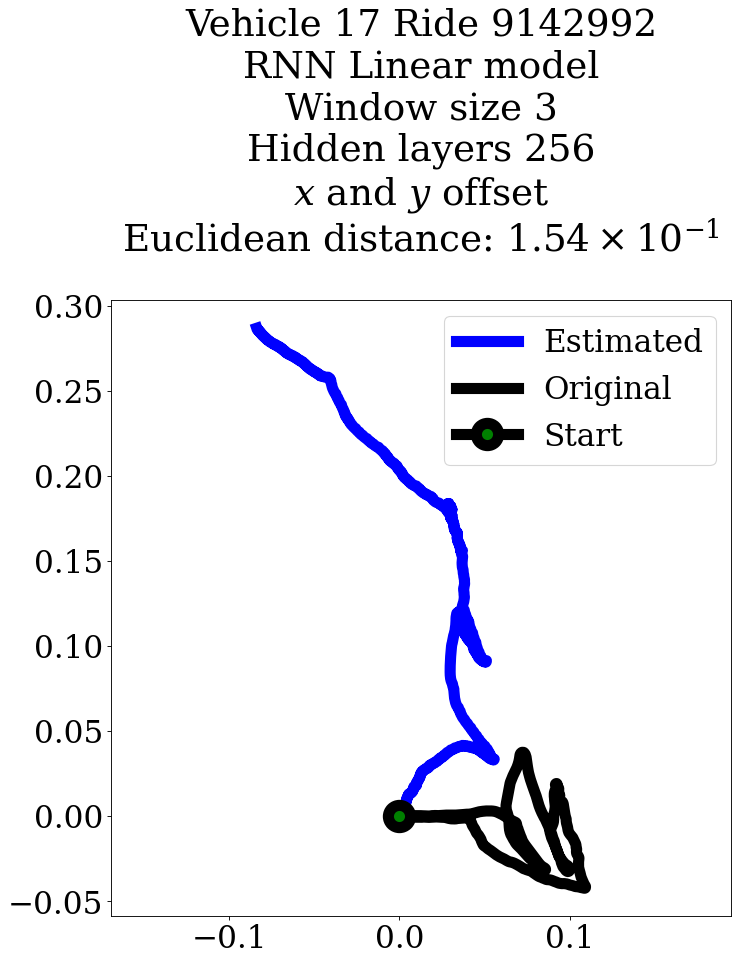 Vehicle 17 Ride 9142992
RNN Linear model
Window size 3
Hidden layers 256
x and y offset
Euclidean distance: 1.54 × 10⁻¹
0.30
0.25
0.20
0.15
0.10
0.05
0.00
−0.05
Estimated
Original
Start
−0.1
0.0
0.1